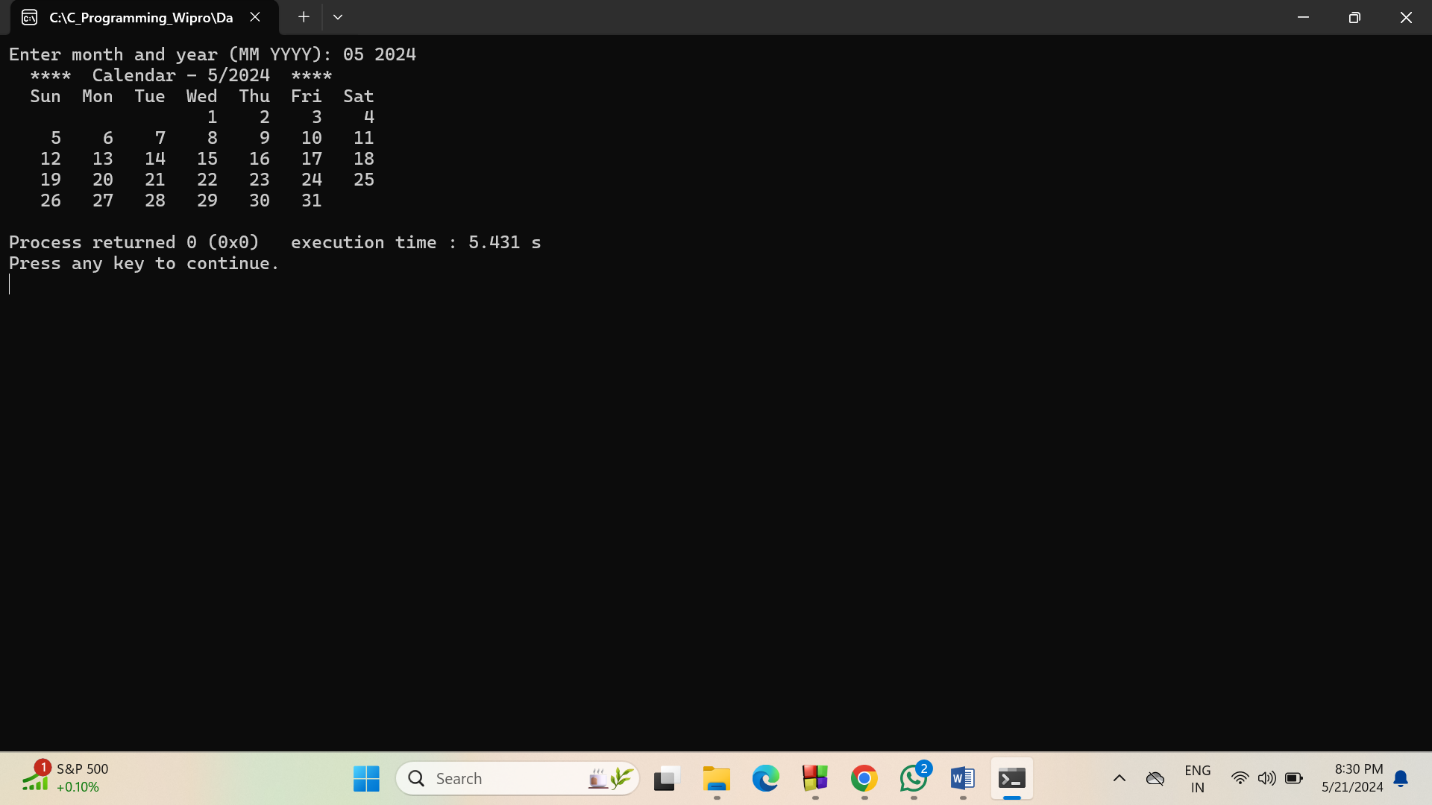 C:\C_Programming_Wipro\Da
Enter month and year (MM YYYY): 05 2024
**** Calendar - 5/2024 ****
Sun Mon Tue Wed Thu Fri Sat
1 2 3 4
5 6 7 8 9 10 11
12 13 14 15 16 17 18
19 20 21 22 23 24 25
26 27 28 29 30 31
Process returned 0 (0x0) execution time : 5.431 s
Press any key to continue.
1
S&P 500
+0.10%
Search
2
W
ENG
IN
8:30 PM
5/21/2024